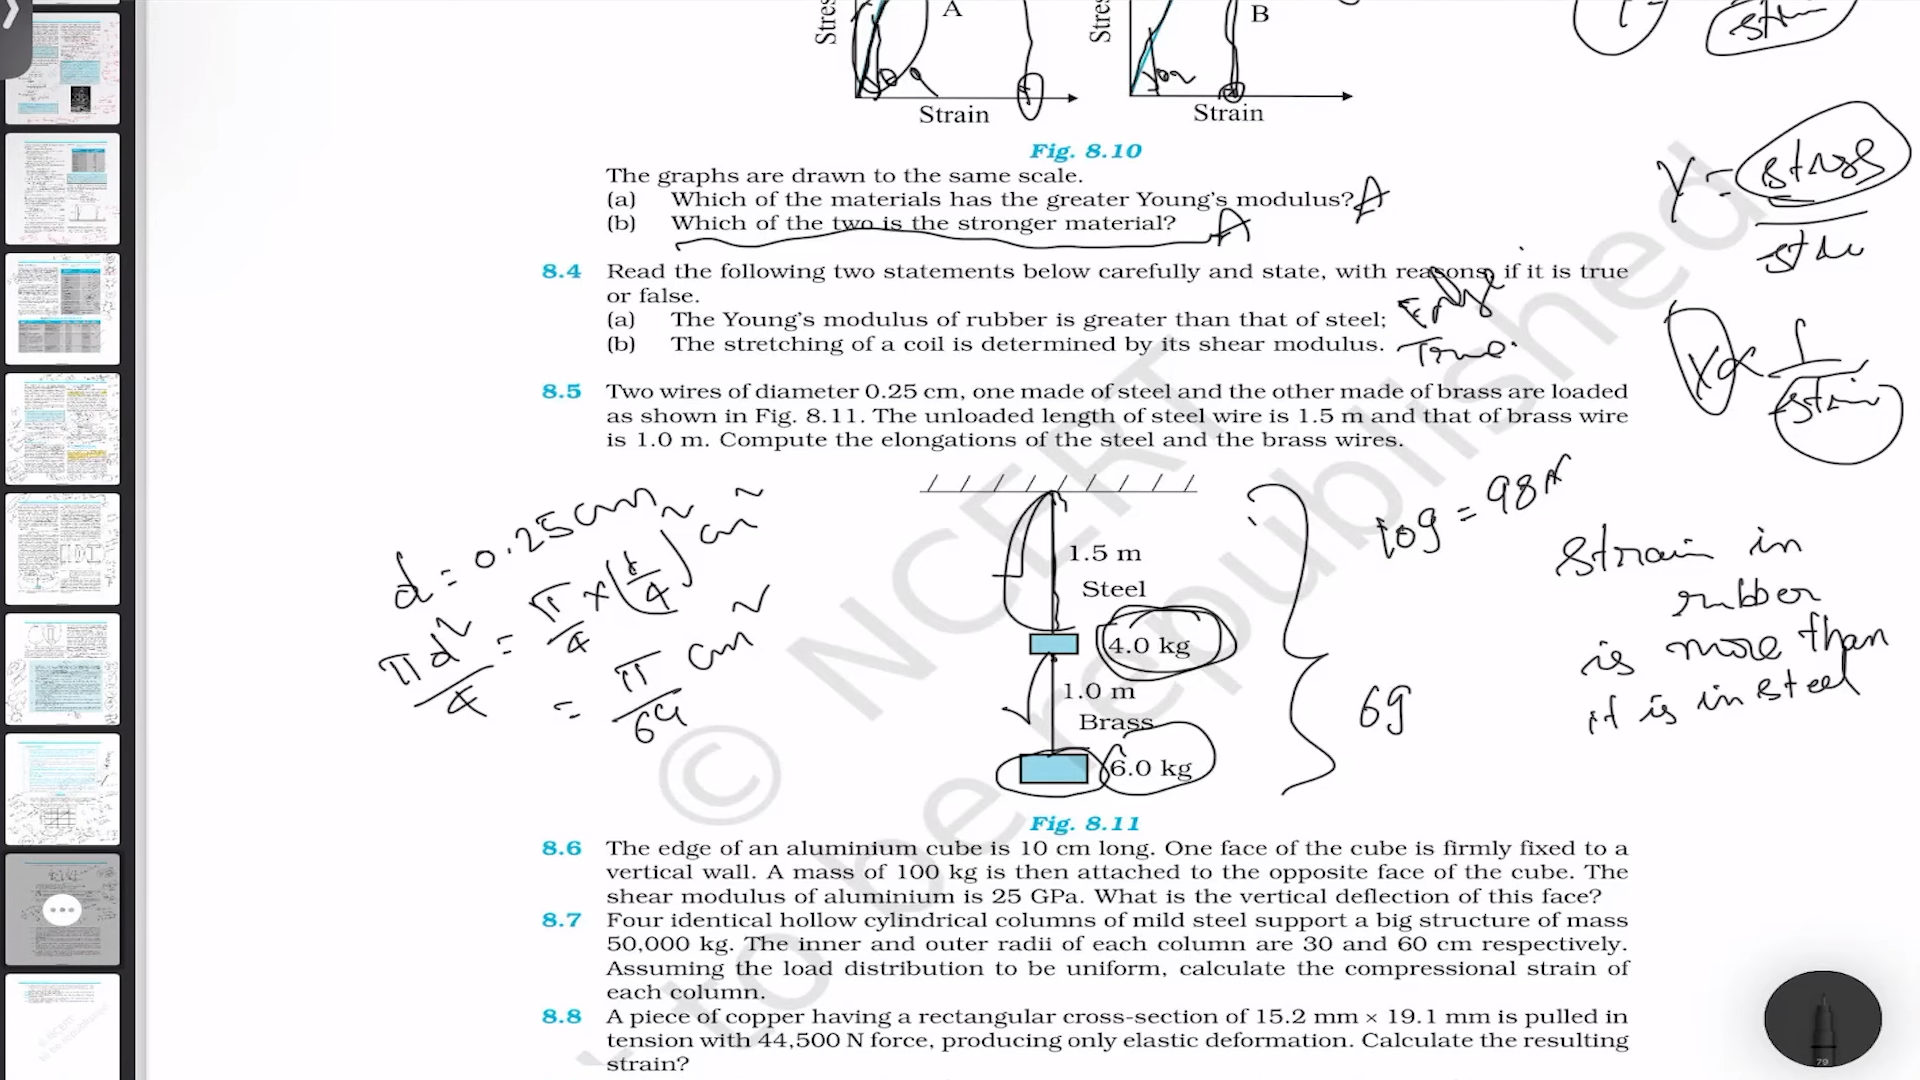 A
B
Strain
Strain
Fig. 8.10
The graphs are drawn to the same scale.
(a) Which of the materials has the greater Young's modulus? A
(b) Which of the two is the stronger material? A
8.4 Read the following two statements below carefully and state, with reasons, if it is true
or false.
(a) The Young's modulus of rubber is greater than that of steel;
(b) The stretching of a coil is determined by its shear modulus. True.
Y = stress
8.5 Two wires of diameter 0.25 cm, one made of steel and the other made of brass are loaded
as shown in Fig. 8.11. The unloaded length of steel wire is 1.5 m and that of brass wire
is 1.0 m. Compute the elongations of the steel and the brass wires.
Y ∝ 1/strain
d = 0.25 cm
πd²/4 = π/4 × (1/4)² cm²
= π/64 cm²
1.5 m
Steel
4.0 kg
1.0 m
Brass
6.0 kg
10g = 98N
6g
Strain in
rubber
is more than
it is in steel
Fig. 8.11
8.6 The edge of an aluminium cube is 10 cm long. One face of the cube is firmly fixed to a
vertical wall. A mass of 100 kg is then attached to the opposite face of the cube. The
shear modulus of aluminium is 25 GPa. What is the vertical deflection of this face?
8.7 Four identical hollow cylindrical columns of mild steel support a big structure of mass
50,000 kg. The inner and outer radii of each column are 30 and 60 cm respectively.
Assuming the load distribution to be uniform, calculate the compressional strain of
each column.
8.8 A piece of copper having a rectangular cross-section of 15.2 mm × 19.1 mm is pulled in
tension with 44,500 N force, producing only elastic deformation. Calculate the resulting
strain?
© NCERT
to be republished
79